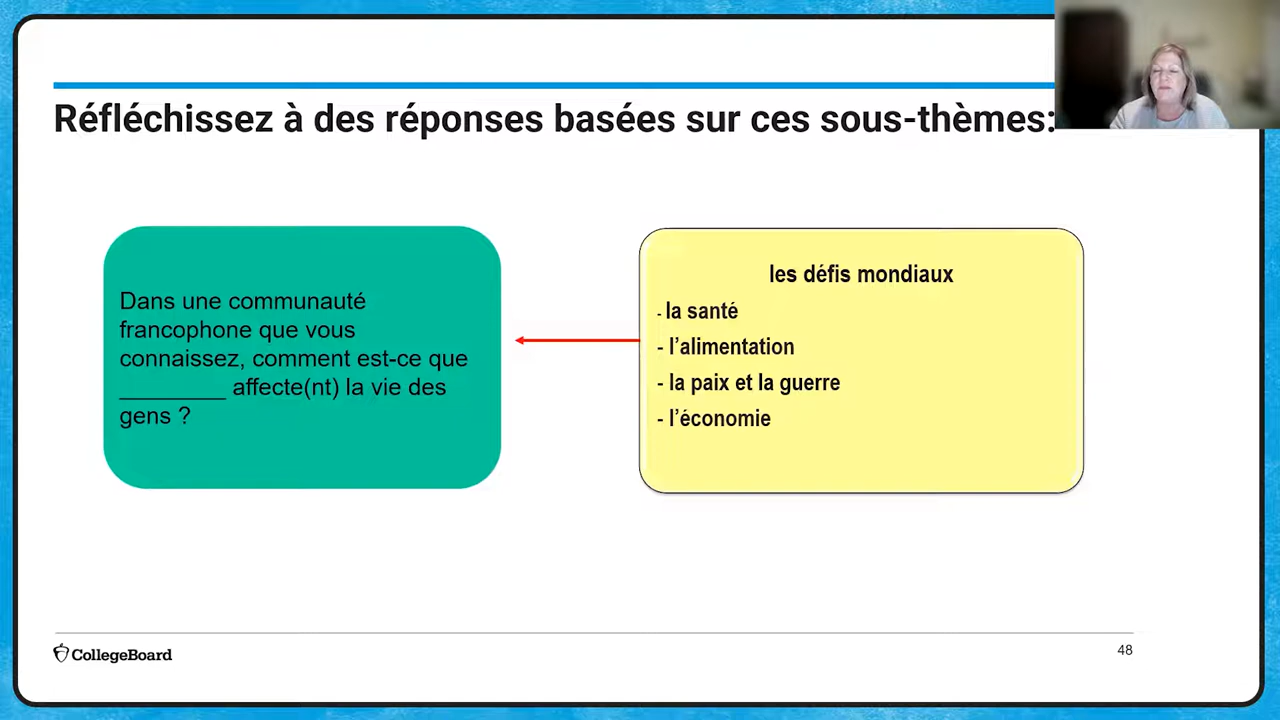 Réfléchissez à des réponses basées sur ces sous-thèmes:
Dans une communauté
francophone que vous
connaissez, comment est-ce que
________ affecte(nt) la vie des
gens ?
les défis mondiaux
- la santé
- l’alimentation
- la paix et la guerre
- l’économie
CollegeBoard
48